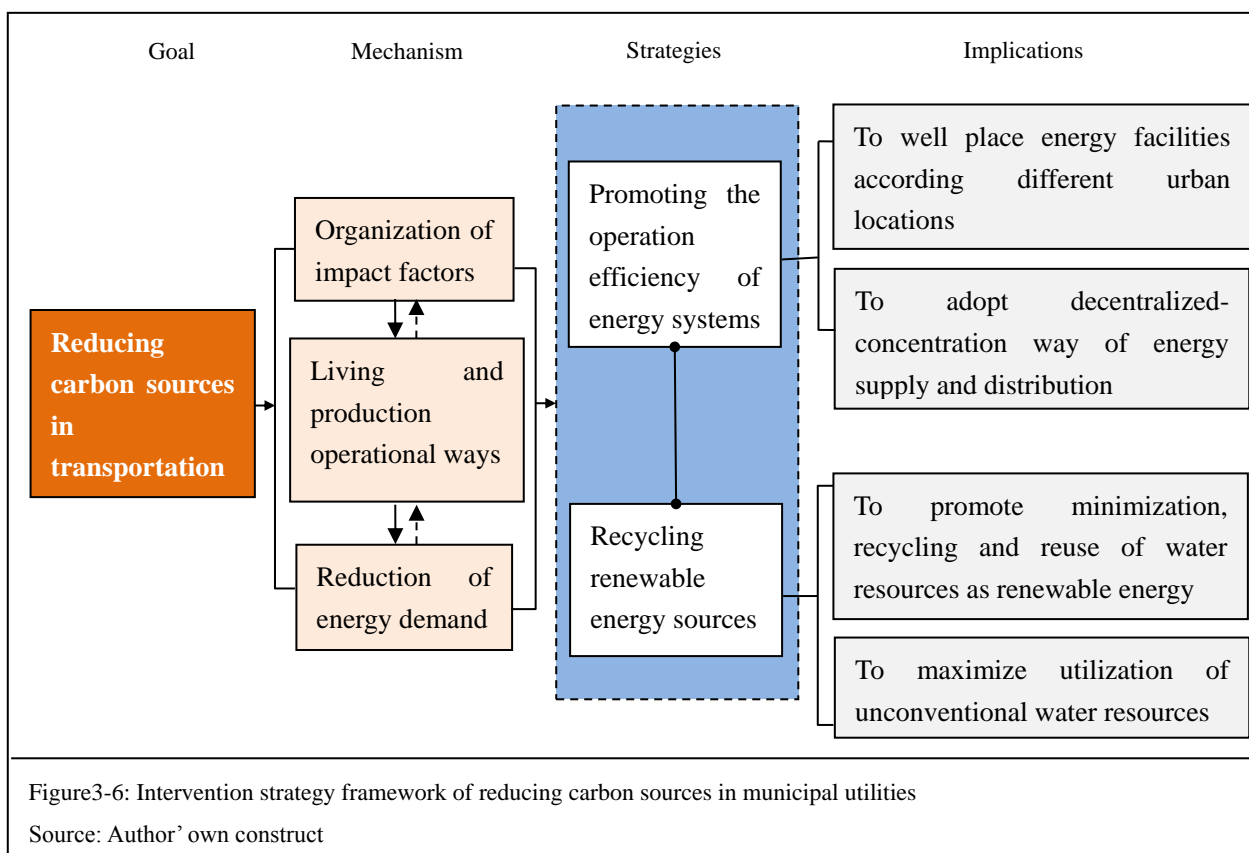 Goal
Mechanism
Strategies
Implications
Reducing
carbon sources
in
transportation
Organization of
impact factors
Living and
production
operational ways
Reduction of
energy demand
Promoting the
operation
efficiency of
energy systems
Recycling
renewable
energy sources
To well place energy facilities
according different urban
locations
To adopt decentralized-
concentration way of energy
supply and distribution
To promote minimization,
recycling and reuse of water
resources as renewable energy
To maximize utilization of
unconventional water resources
Figure3-6: Intervention strategy framework of reducing carbon sources in municipal utilities
Source: Author’ own construct